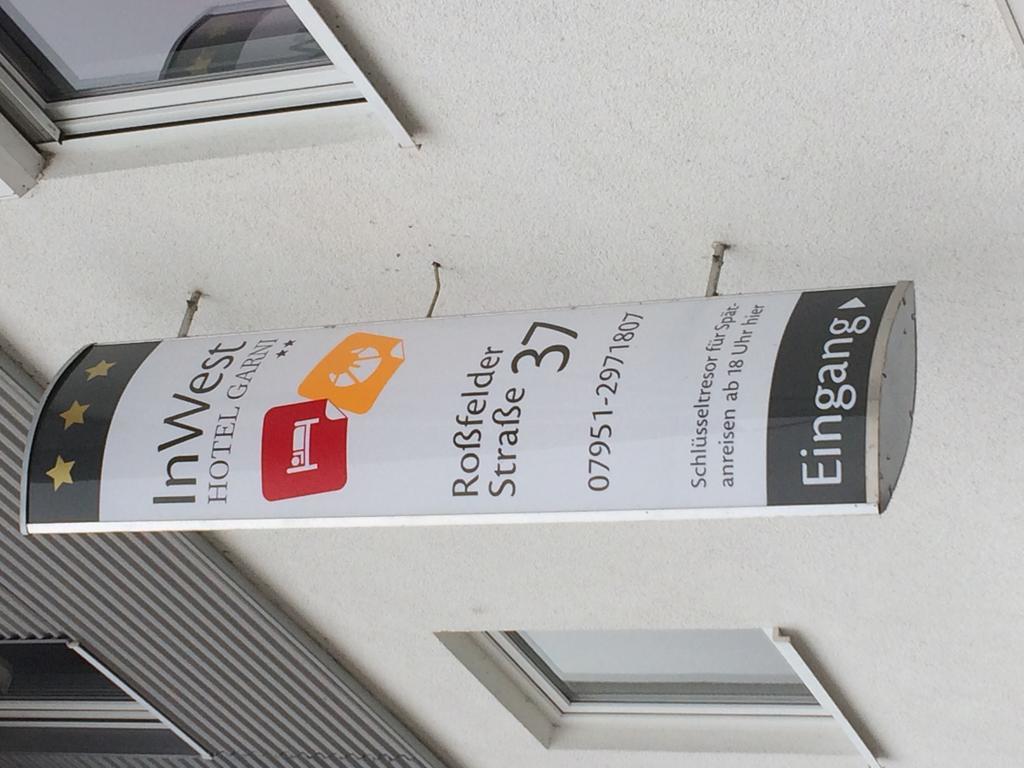 InWest
HOTEL GARNI
Roßfelder
Straße 37
07951-2971807
Schlüsseltresor für Spät-
anreisen ab 18 Uhr hier
Eingang